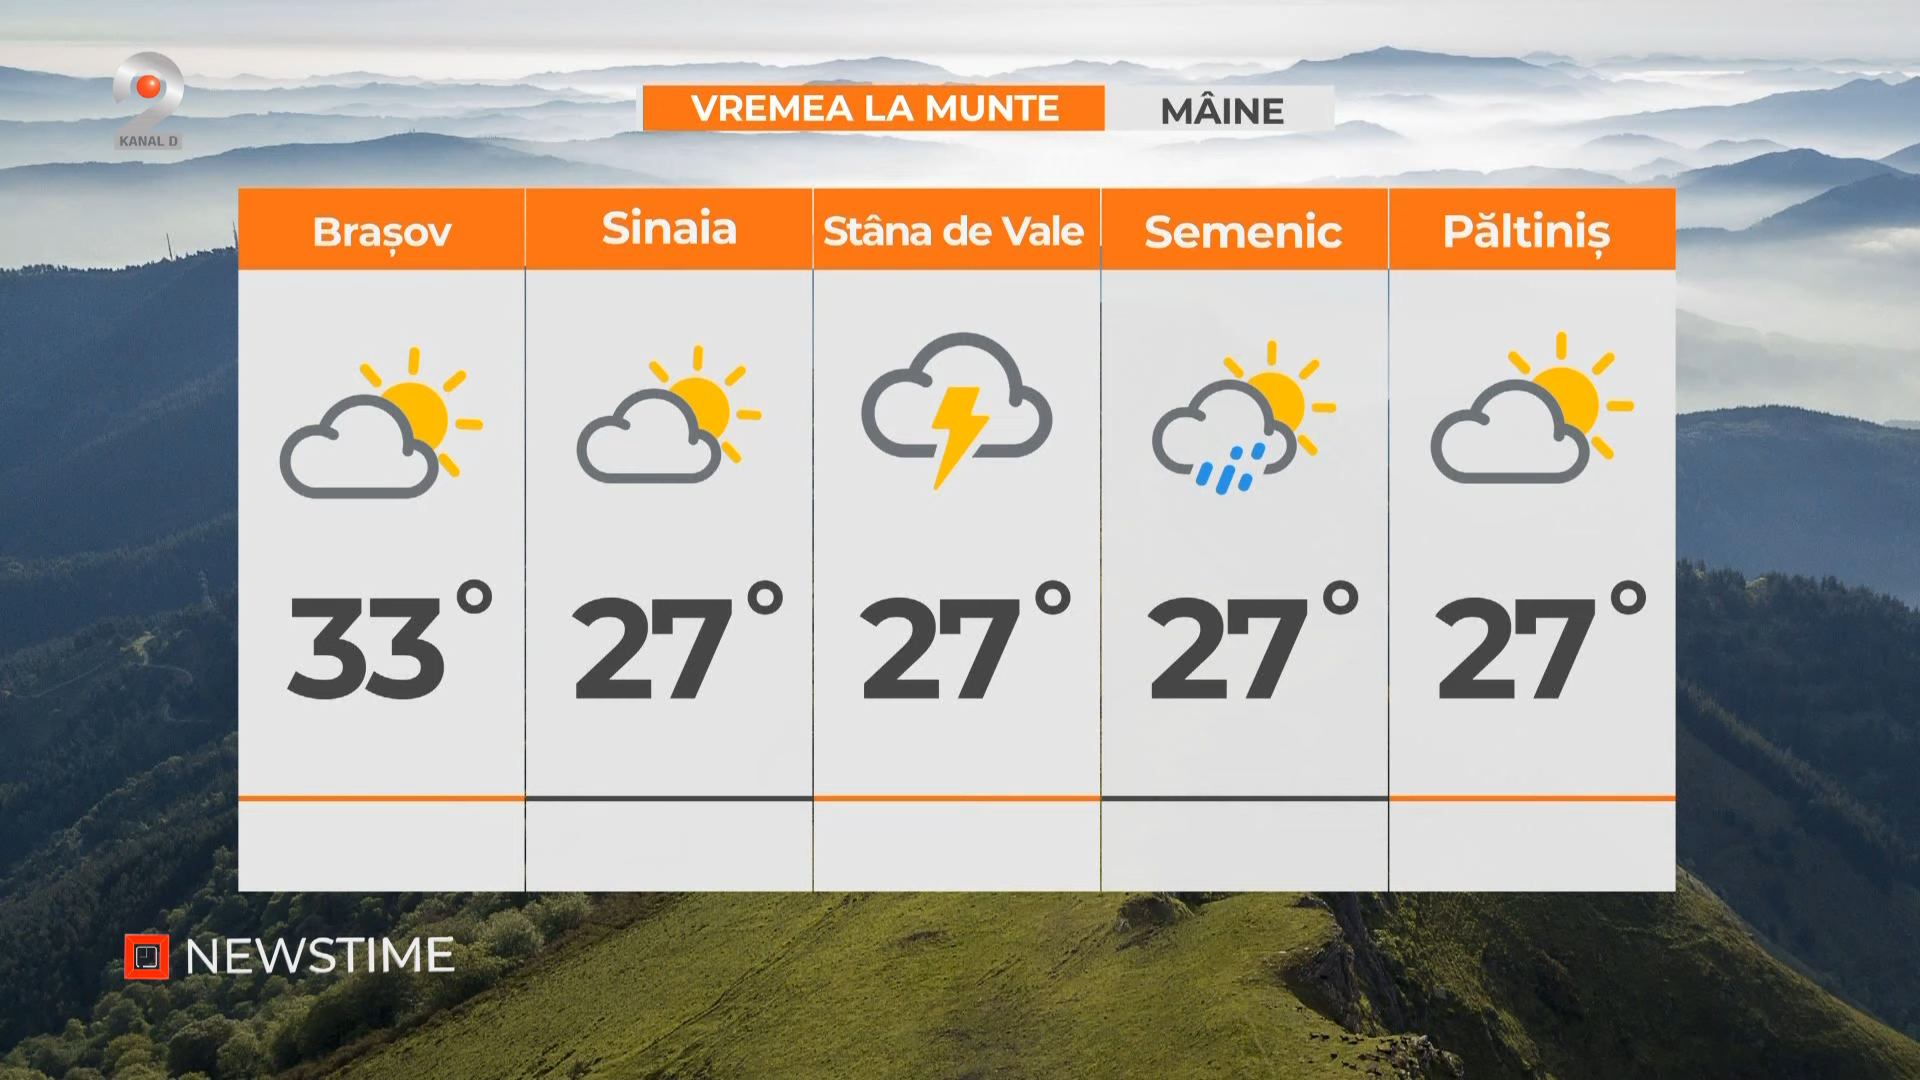 KANAL D
VREMEA LA MUNTE MÂINE
Brașov Sinaia Stâna de Vale Semenic Păltiniș
33° 27° 27° 27° 27°
NEWSTIME